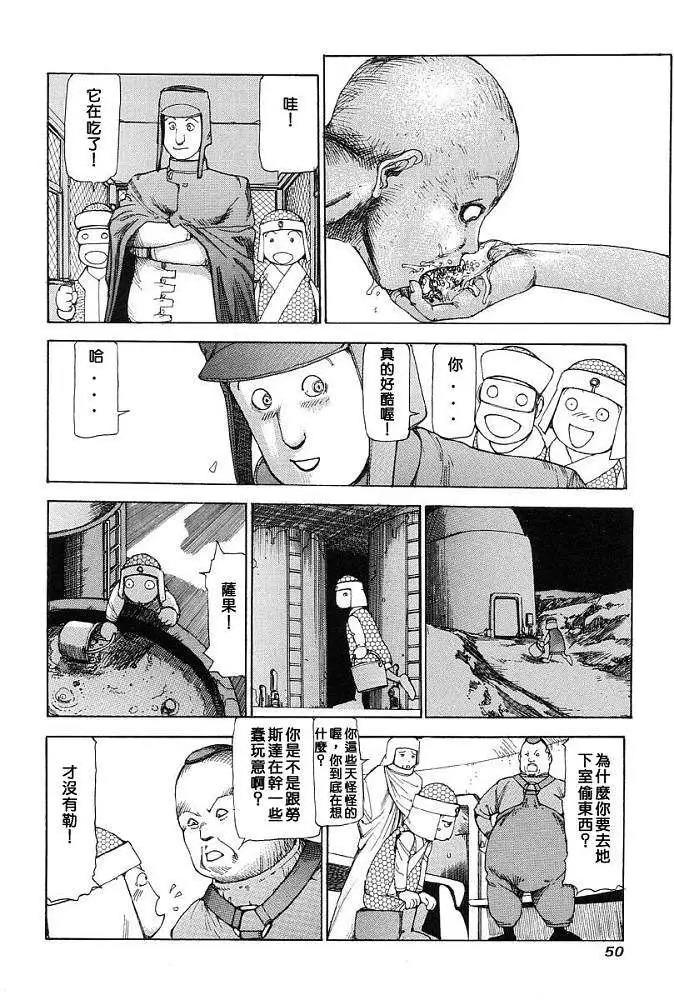 哇！
它在吃了！
你...
真的好酷喔！
哈...
薩果！
為什麼你要去地
下室偷東西？
你這些天怪怪的
喔，你到底在想
什麼？
你是不是跟勞
斯達在幹一些
蠢玩意啊？
才沒有勒！
50